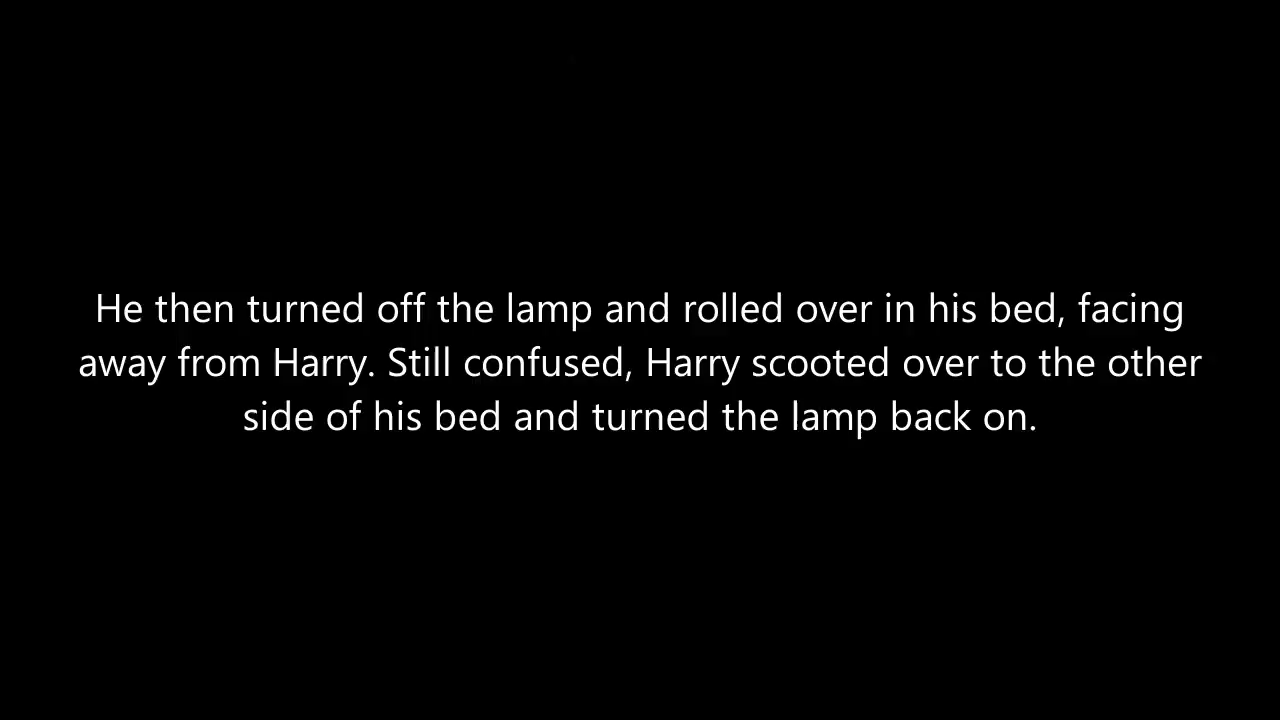 He then turned off the lamp and rolled over in his bed, facing
away from Harry. Still confused, Harry scooted over to the other
side of his bed and turned the lamp back on.